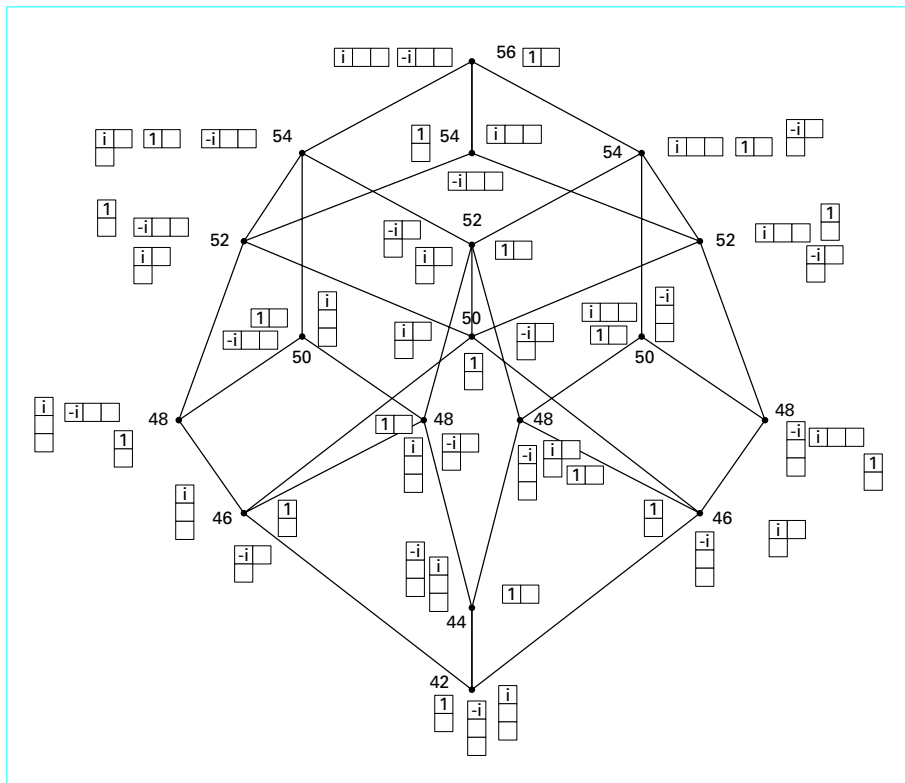 i -i 56 1
i 1 -i 54 1 54 i 54 i 1 -i
-i
1 -i 52 -i 52 1 52 i 1
i i -i
1 i 50 i -i
-i i -i 1
50 1 50
i -i 48 1 48 48 48
1 i -i -i i 1 -i i 1
i 46 1 1 46 i
-i -i
-i i 1
44
42
1 -i i